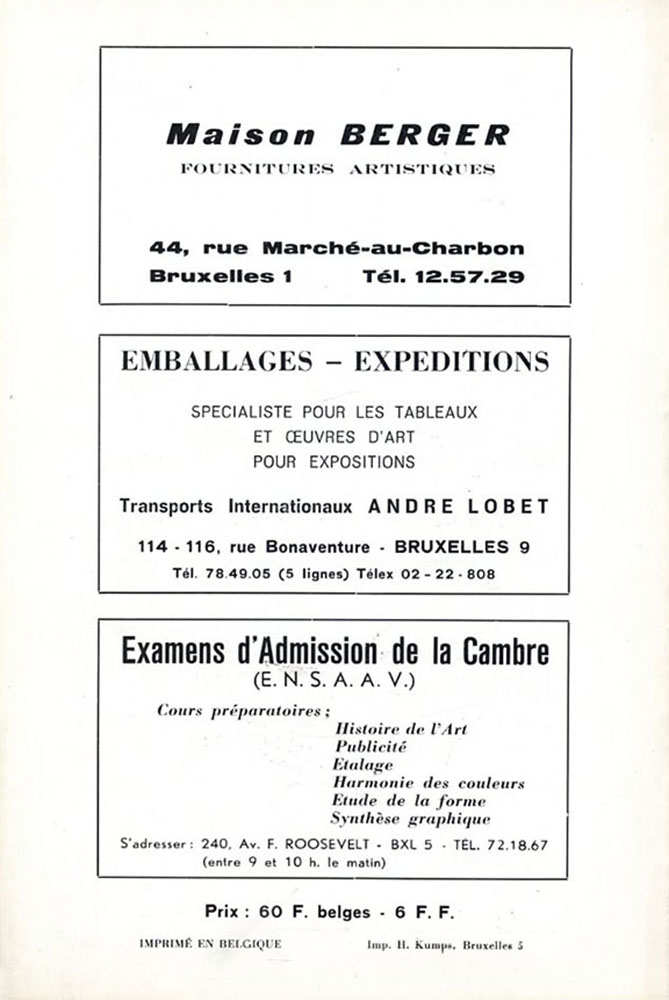 Maison BERGER
FOURNITURES ARTISTIQUES
44, rue Marché-au-Charbon
Bruxelles 1 Tél. 12.57.29
EMBALLAGES – EXPEDITIONS
SPECIALISTE POUR LES TABLEAUX
ET ŒUVRES D'ART
POUR EXPOSITIONS
Transports Internationaux ANDRE LOBET
114 - 116, rue Bonaventure - BRUXELLES 9
Tél. 78.49.05 (5 lignes) Télex 02 - 22 - 808
Examens d'Admission de la Cambre
(E. N. S. A. A. V.)
Cours préparatoires ;
Histoire de l'Art
Publicité
Etalage
Harmonie des couleurs
Etude de la forme
Synthèse graphique
S'adresser : 240, Av. F. ROOSEVELT - BXL 5 - TÉL. 72.18.67
(entre 9 et 10 h. le matin)
Prix : 60 F. belges - 6 F. F.
IMPRIMÉ EN BELGIQUE Imp. H. Kumps, Bruxelles 5